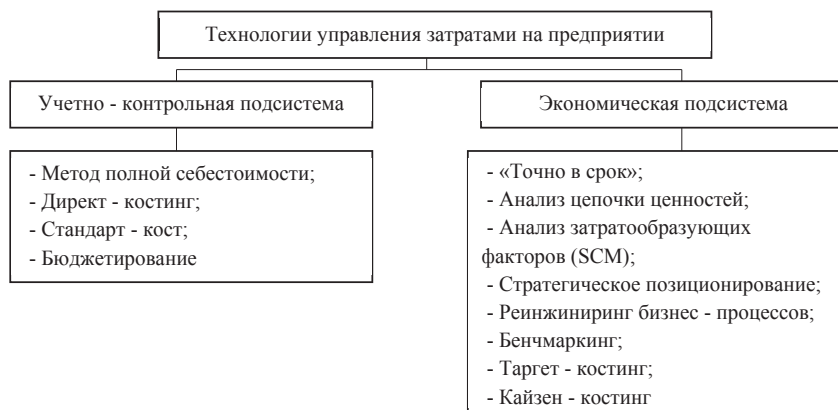 Технологии управления затратами на предприятии
Учетно - контрольная подсистема
Экономическая подсистема
- Метод полной себестоимости;
- Директ - костинг;
- Стандарт - кост;
- Бюджетирование
- «Точно в срок»;
- Анализ цепочки ценностей;
- Анализ затратообразующих
факторов (SCM);
- Стратегическое позиционирование;
- Реинжиниринг бизнес - процессов;
- Бенчмаркинг;
- Таргет - костинг;
- Кайзен - костинг